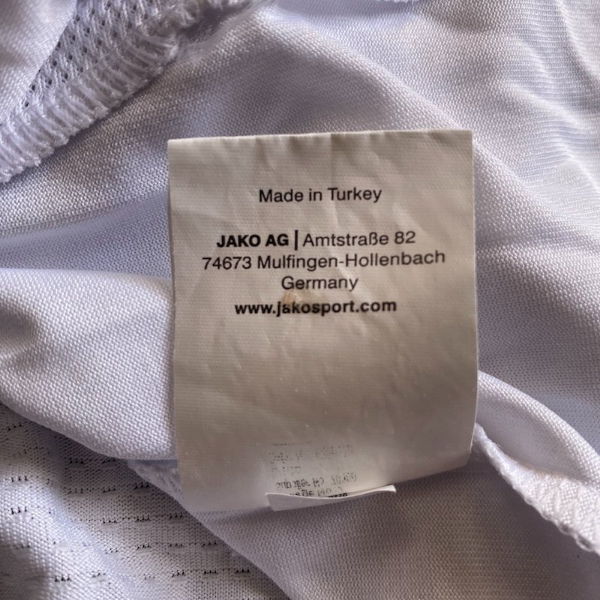 Made in Turkey
JAKO AG | Amtstraße 82
74673 Mulfingen-Hollenbach
Germany
www.jakosport.com